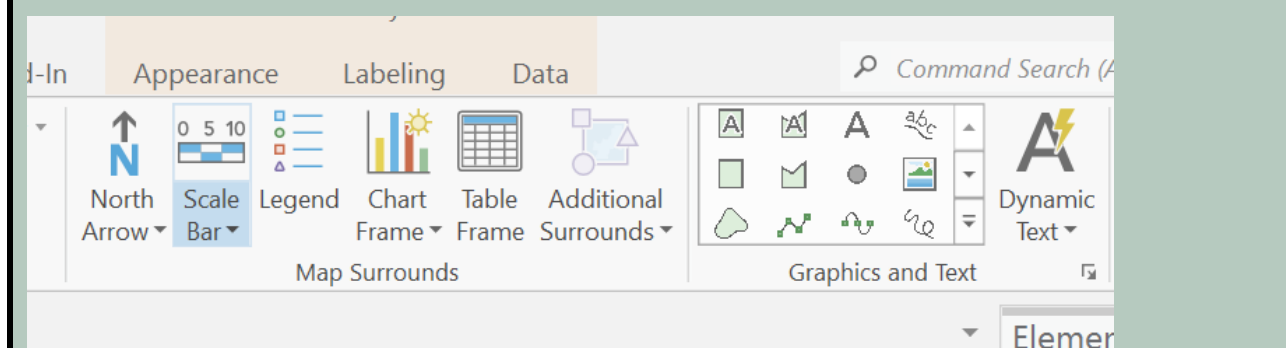 d-In Appearance Labeling Data Command Search (A
0 5 10
N
A A A abc
North Arrow
Scale Bar
Legend
Chart Frame
Table Frame
Additional Surrounds
Dynamic Text
Map Surrounds
Graphics and Text
Elemen